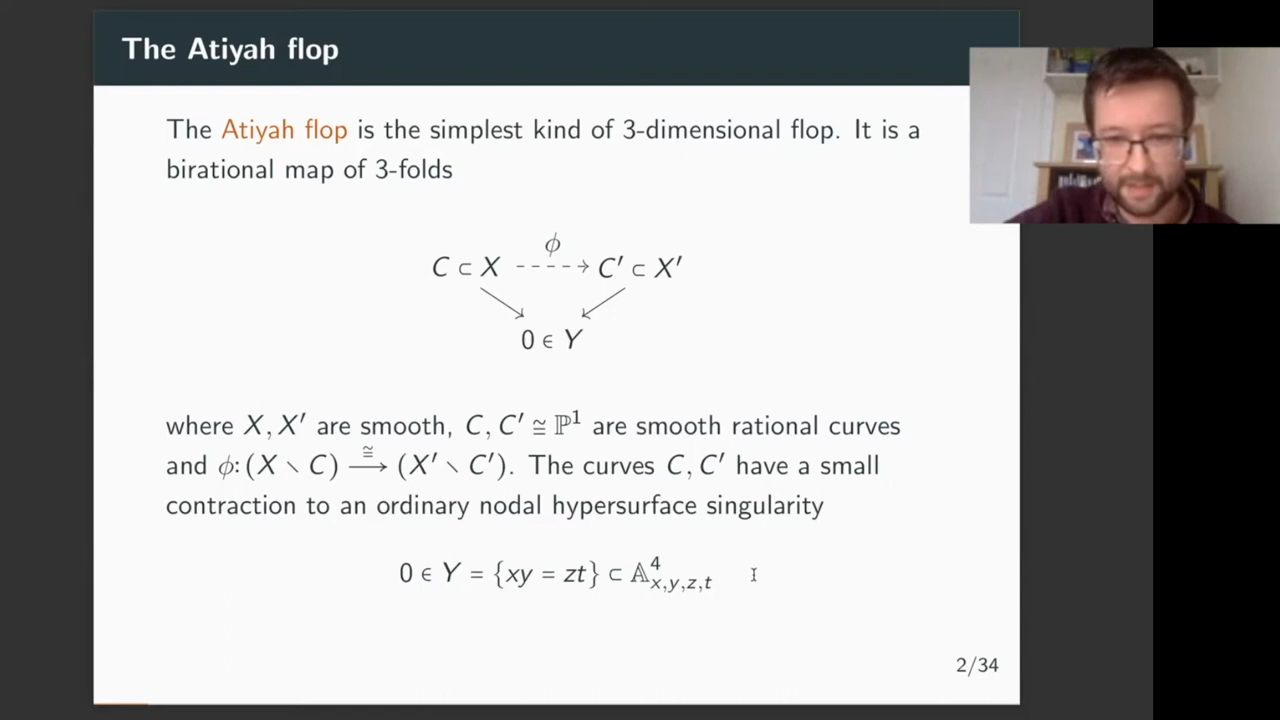 The Atiyah flop
The Atiyah flop is the simplest kind of 3-dimensional flop. It is a
birational map of 3-folds
ϕ
C ⊂ X ⇢ C′ ⊂ X′
0 ∈ Y
where X, X′ are smooth, C, C′ ≅ ℙ¹ are smooth rational curves
and ϕ: (X ∖ C) ≅⟶ (X′ ∖ C′). The curves C, C′ have a small
contraction to an ordinary nodal hypersurface singularity
0 ∈ Y = {xy = zt} ⊂ 𝔸⁴_{x,y,z,t}
2/34